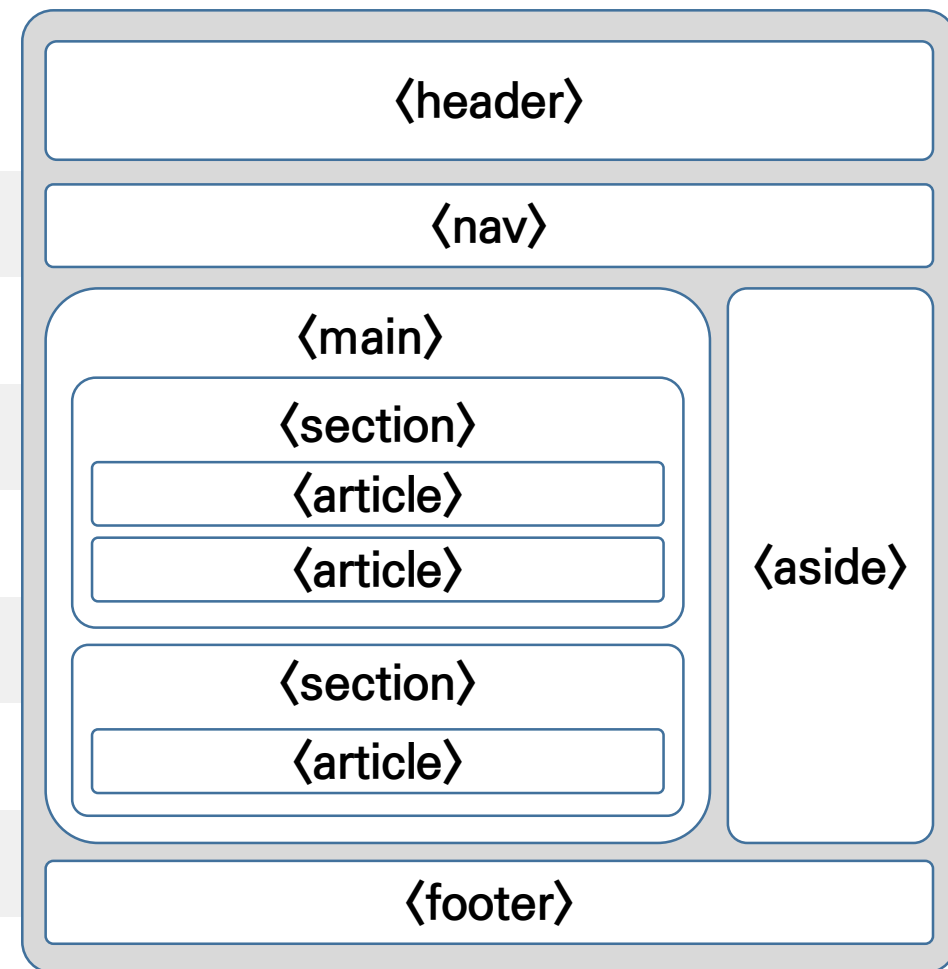 〈header〉
〈nav〉
〈main〉
〈section〉
〈article〉
〈article〉
〈section〉
〈article〉
〈aside〉
〈footer〉